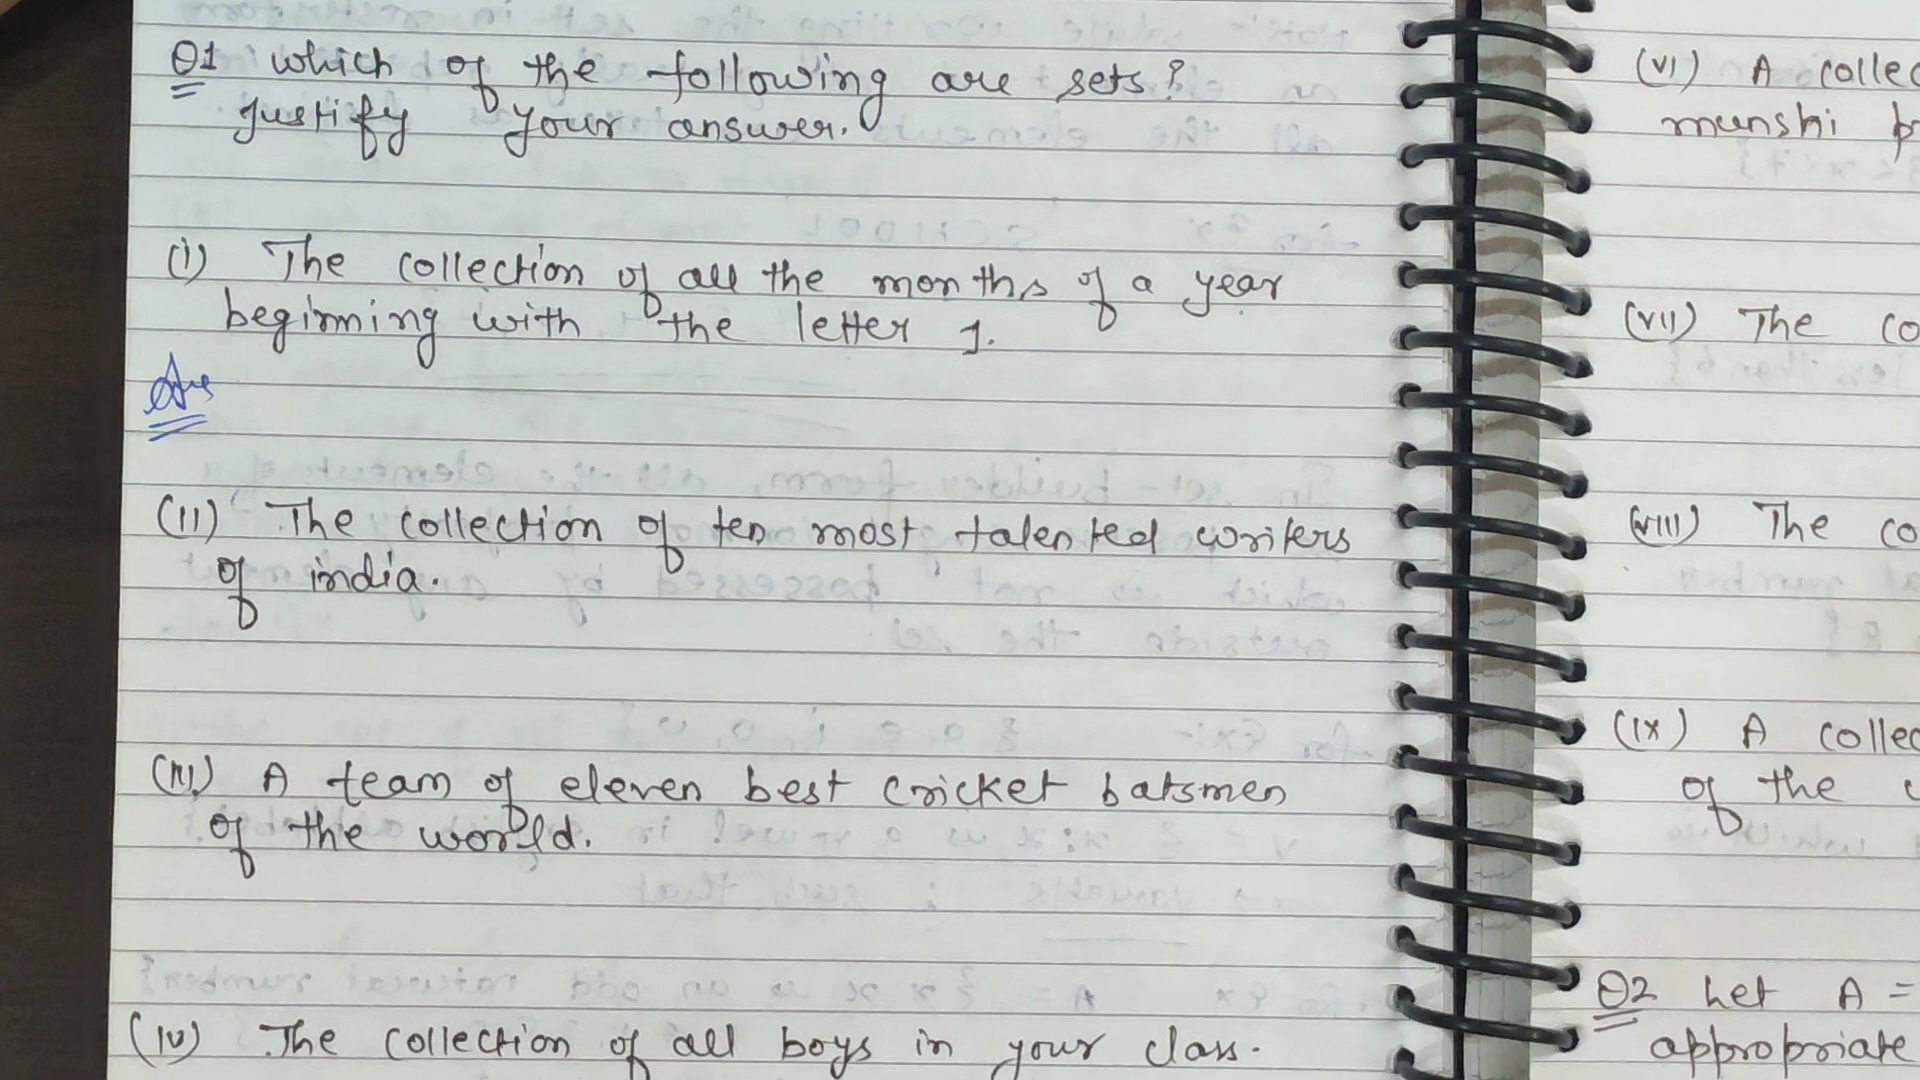 Q1 which of the following are sets?
Justify your answer.
(i) The collection of all the months of a year
beginning with the letter J.
Ans
(ii) The collection of ten most talented writers
of india.
(iii) A team of eleven best cricket batsmen
of the world.
(iv) The collection of all boys in your class.
(vi) A collec
munshi
(vii) The co
(viii) The co
(ix) A collec
of the
Q2 Let A =
appropriate